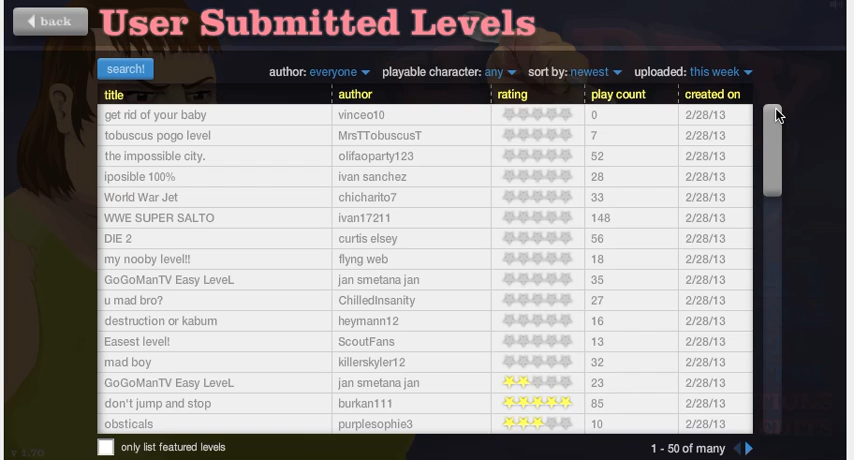 back
User Submitted Levels
search!
author: everyone playable character: any sort by: newest uploaded: this week
title author rating play count created on
get rid of your baby vinceo10 0 2/28/13
tobuscus pogo level MrsTTobuscusT 7 2/28/13
the impossible city. olifaoparty123 52 2/28/13
iposible 100% ivan sanchez 28 2/28/13
World War Jet chicharito7 33 2/28/13
WWE SUPER SALTO ivan17211 148 2/28/13
DIE 2 curtis elsey 56 2/28/13
my nooby level!! flyng web 18 2/28/13
GoGoManTV Easy LeveL jan smetana jan 35 2/28/13
u mad bro? ChilledInsanity 27 2/28/13
destruction or kabum heymann12 16 2/28/13
Easest level! ScoutFans 13 2/28/13
mad boy killerskyler12 32 2/28/13
GoGoManTV Easy LeveL jan smetana jan 23 2/28/13
don't jump and stop burkan111 85 2/28/13
obsticals purplesophie3 10 2/28/13
only list featured levels 1 - 50 of many
v 1.90